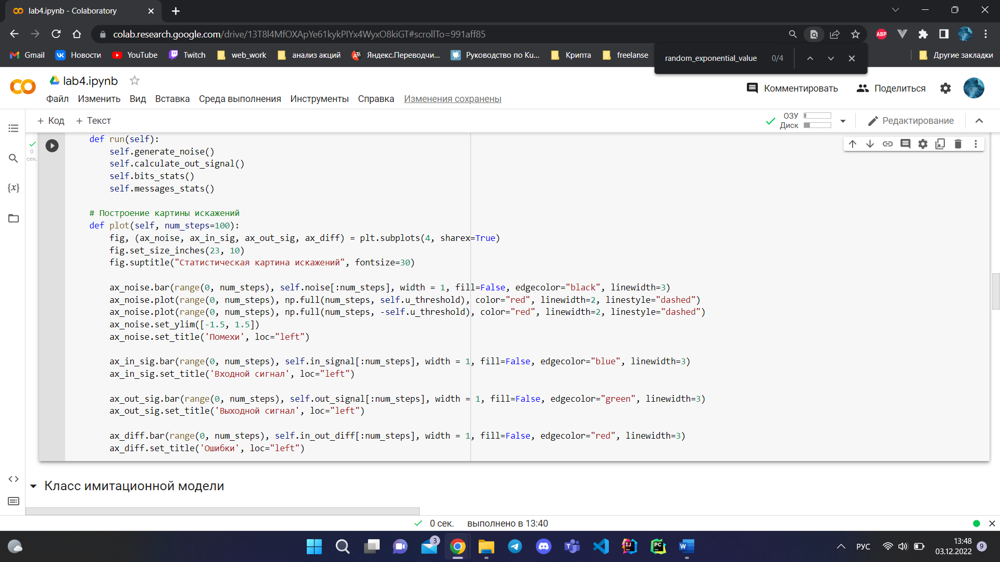 lab4.ipynb - Colaboratory
colab.research.google.com/drive/13T8l4MfOXApYe61kykPIYx4WyxO8kiGT#scrollTo=991aff85
Gmail Новости YouTube Twitch web_work анализ акций Яндекс.Переводчи... Руководство по Ku... Крипта freelanse Другие закладки
random_exponential_value 0/4
lab4.ipynb
Комментировать Поделиться
Файл Изменить Вид Вставка Среда выполнения Инструменты Справка Изменения сохранены
+ Код + Текст
ОЗУ
Диск
Редактирование
0
сек.
def run(self):
self.generate_noise()
self.calculate_out_signal()
self.bits_stats()
self.messages_stats()
# Построение картины искажений
def plot(self, num_steps=100):
fig, (ax_noise, ax_in_sig, ax_out_sig, ax_diff) = plt.subplots(4, sharex=True)
fig.set_size_inches(23, 10)
fig.suptitle("Статистическая картина искажений", fontsize=30)
ax_noise.bar(range(0, num_steps), self.noise[:num_steps], width = 1, fill=False, edgecolor="black", linewidth=3)
ax_noise.plot(range(0, num_steps), np.full(num_steps, self.u_threshold), color="red", linewidth=2, linestyle="dashed")
ax_noise.plot(range(0, num_steps), np.full(num_steps, -self.u_threshold), color="red", linewidth=2, linestyle="dashed")
ax_noise.set_ylim([-1.5, 1.5])
ax_noise.set_title('Помехи', loc="left")
ax_in_sig.bar(range(0, num_steps), self.in_signal[:num_steps], width = 1, fill=False, edgecolor="blue", linewidth=3)
ax_in_sig.set_title('Входной сигнал', loc="left")
ax_out_sig.bar(range(0, num_steps), self.out_signal[:num_steps], width = 1, fill=False, edgecolor="green", linewidth=3)
ax_out_sig.set_title('Выходной сигнал', loc="left")
ax_diff.bar(range(0, num_steps), self.in_out_diff[:num_steps], width = 1, fill=False, edgecolor="red", linewidth=3)
ax_diff.set_title('Ошибки', loc="left")
Класс имитационной модели
0 сек. выполнено в 13:40
3
РУС
13:48
03.12.2022
9